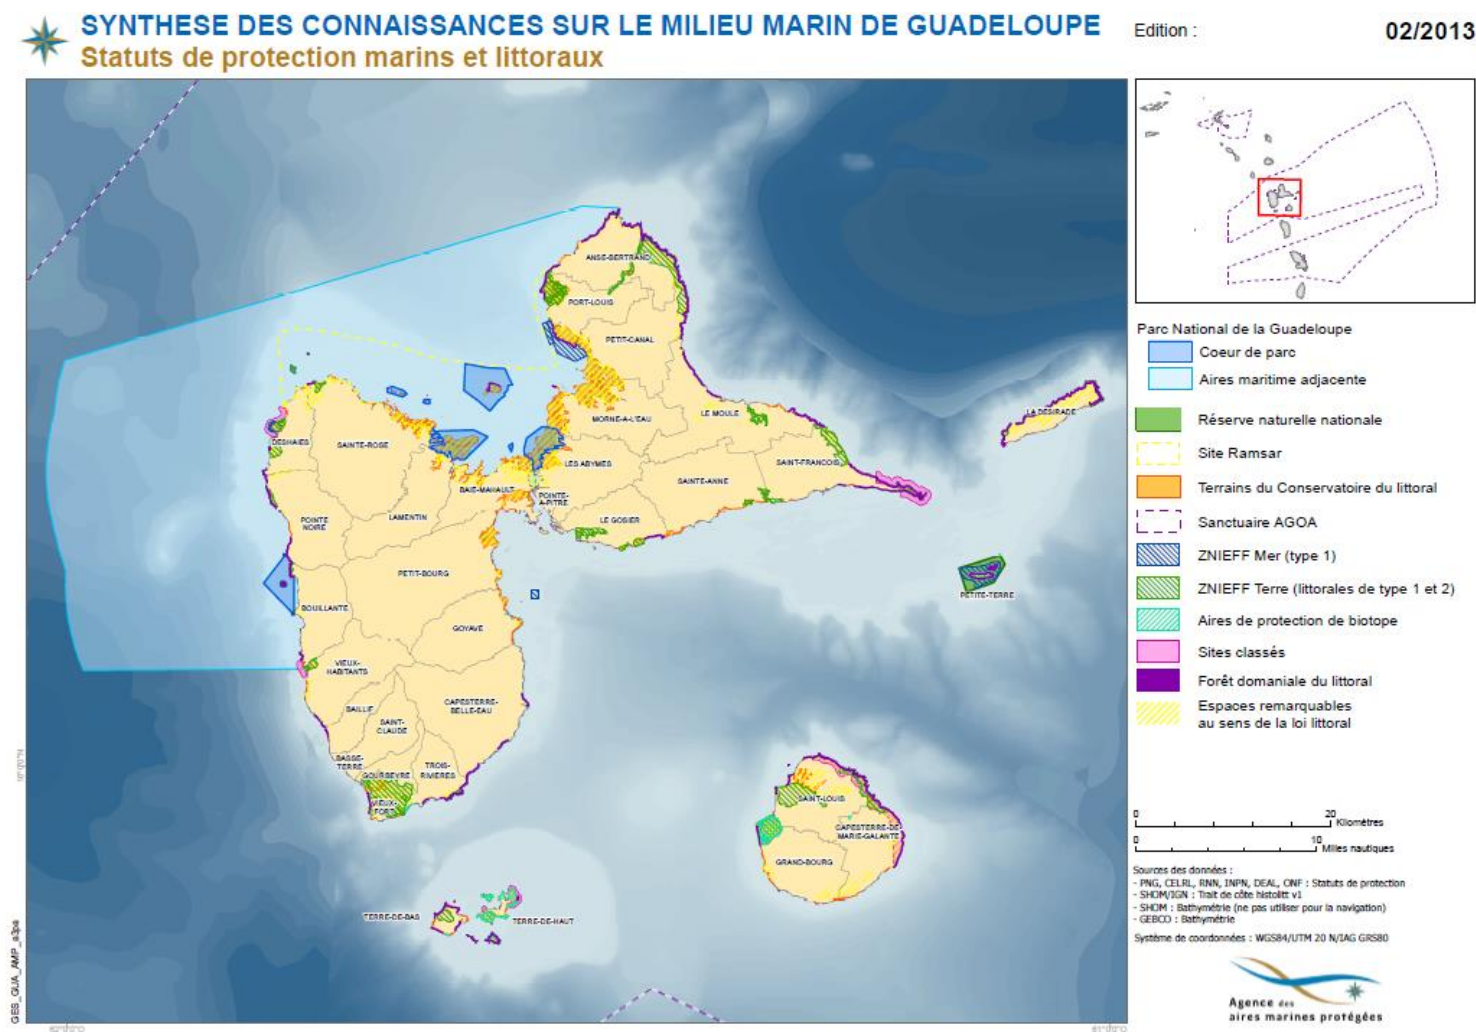 SYNTHESE DES CONNAISSANCES SUR LE MILIEU MARIN DE GUADELOUPE
Statuts de protection marins et littoraux
Edition :
02/2013
ANSE-BERTRAND
PORT-LOUIS
PETIT-CANAL
MORNE-A-L'EAU
LE MOULE
LA DESIRADE
DESHAIES
SAINTE-ROSE
LES ABYMES
SAINT-FRANCOIS
SAINTE-ANNE
BAIE-MAHAULT
POINTE-
A-PITRE
LAMENTIN
LE GOSIER
POINTE
NOIRE
PETIT-BOURG
PETITE-TERRE
BOUILLANTE
GOYAVE
VIEUX-
HABITANTS
CAPESTERRE-
BELLE-EAU
BAILLIF
SAINT-
CLAUDE
BASSE-
TERRE
GOURBEYRE
TROIS-
RIVIERES
VIEUX-
FORT
SAINT-LOUIS
CAPESTERRE-DE-
MARIE-GALANTE
GRAND-BOURG
TERRE-DE-BAS
TERRE-DE-HAUT
Parc National de la Guadeloupe
Coeur de parc
Aires maritime adjacente
Réserve naturelle nationale
Site Ramsar
Terrains du Conservatoire du littoral
Sanctuaire AGOA
ZNIEFF Mer (type 1)
ZNIEFF Terre (littorales de type 1 et 2)
Aires de protection de biotope
Sites classés
Forêt domaniale du littoral
Espaces remarquables
au sens de la loi littoral
0 20
Kilomètres
0 10
Miles nautiques
Sources des données :
- PNG, CELRL, RNN, INPN, DEAL, ONF : Statuts de protection
- SHOM/IGN : Trait de côte histolitt v1
- SHOM : Bathymétrie (ne pas utiliser pour la navigation)
- GEBCO : Bathymétrie
Système de coordonnées : WGS84/UTM 20 N/IAG GRS80
Agence des
aires marines protégées